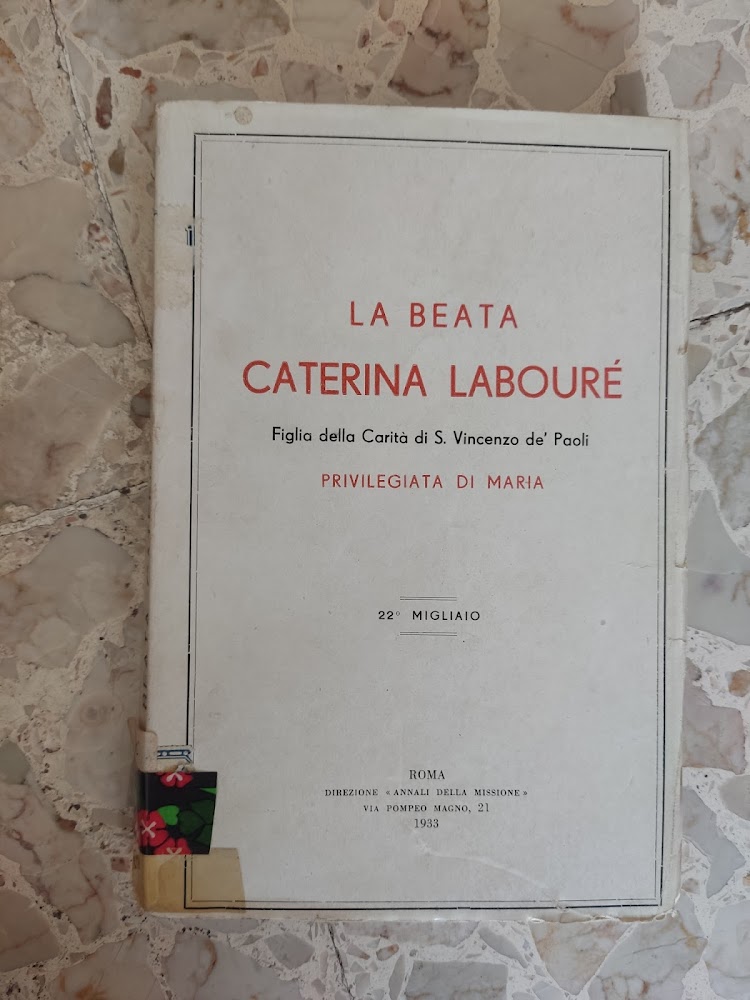 LA BEATA
CATERINA LABOURÉ
Figlia della Carità di S. Vincenzo de' Paoli
PRIVILEGIATA DI MARIA
22° MIGLIAIO
ROMA
DIREZIONE « ANNALI DELLA MISSIONE »
VIA POMPEO MAGNO, 21
1933